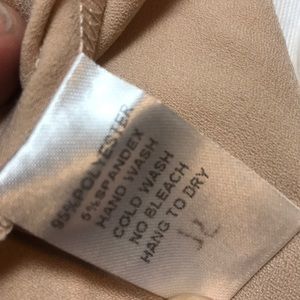 95%POLYESTER
5%SPANDEX
HAND WASH
COLD WASH
NO BLEACH
HANG TO DRY